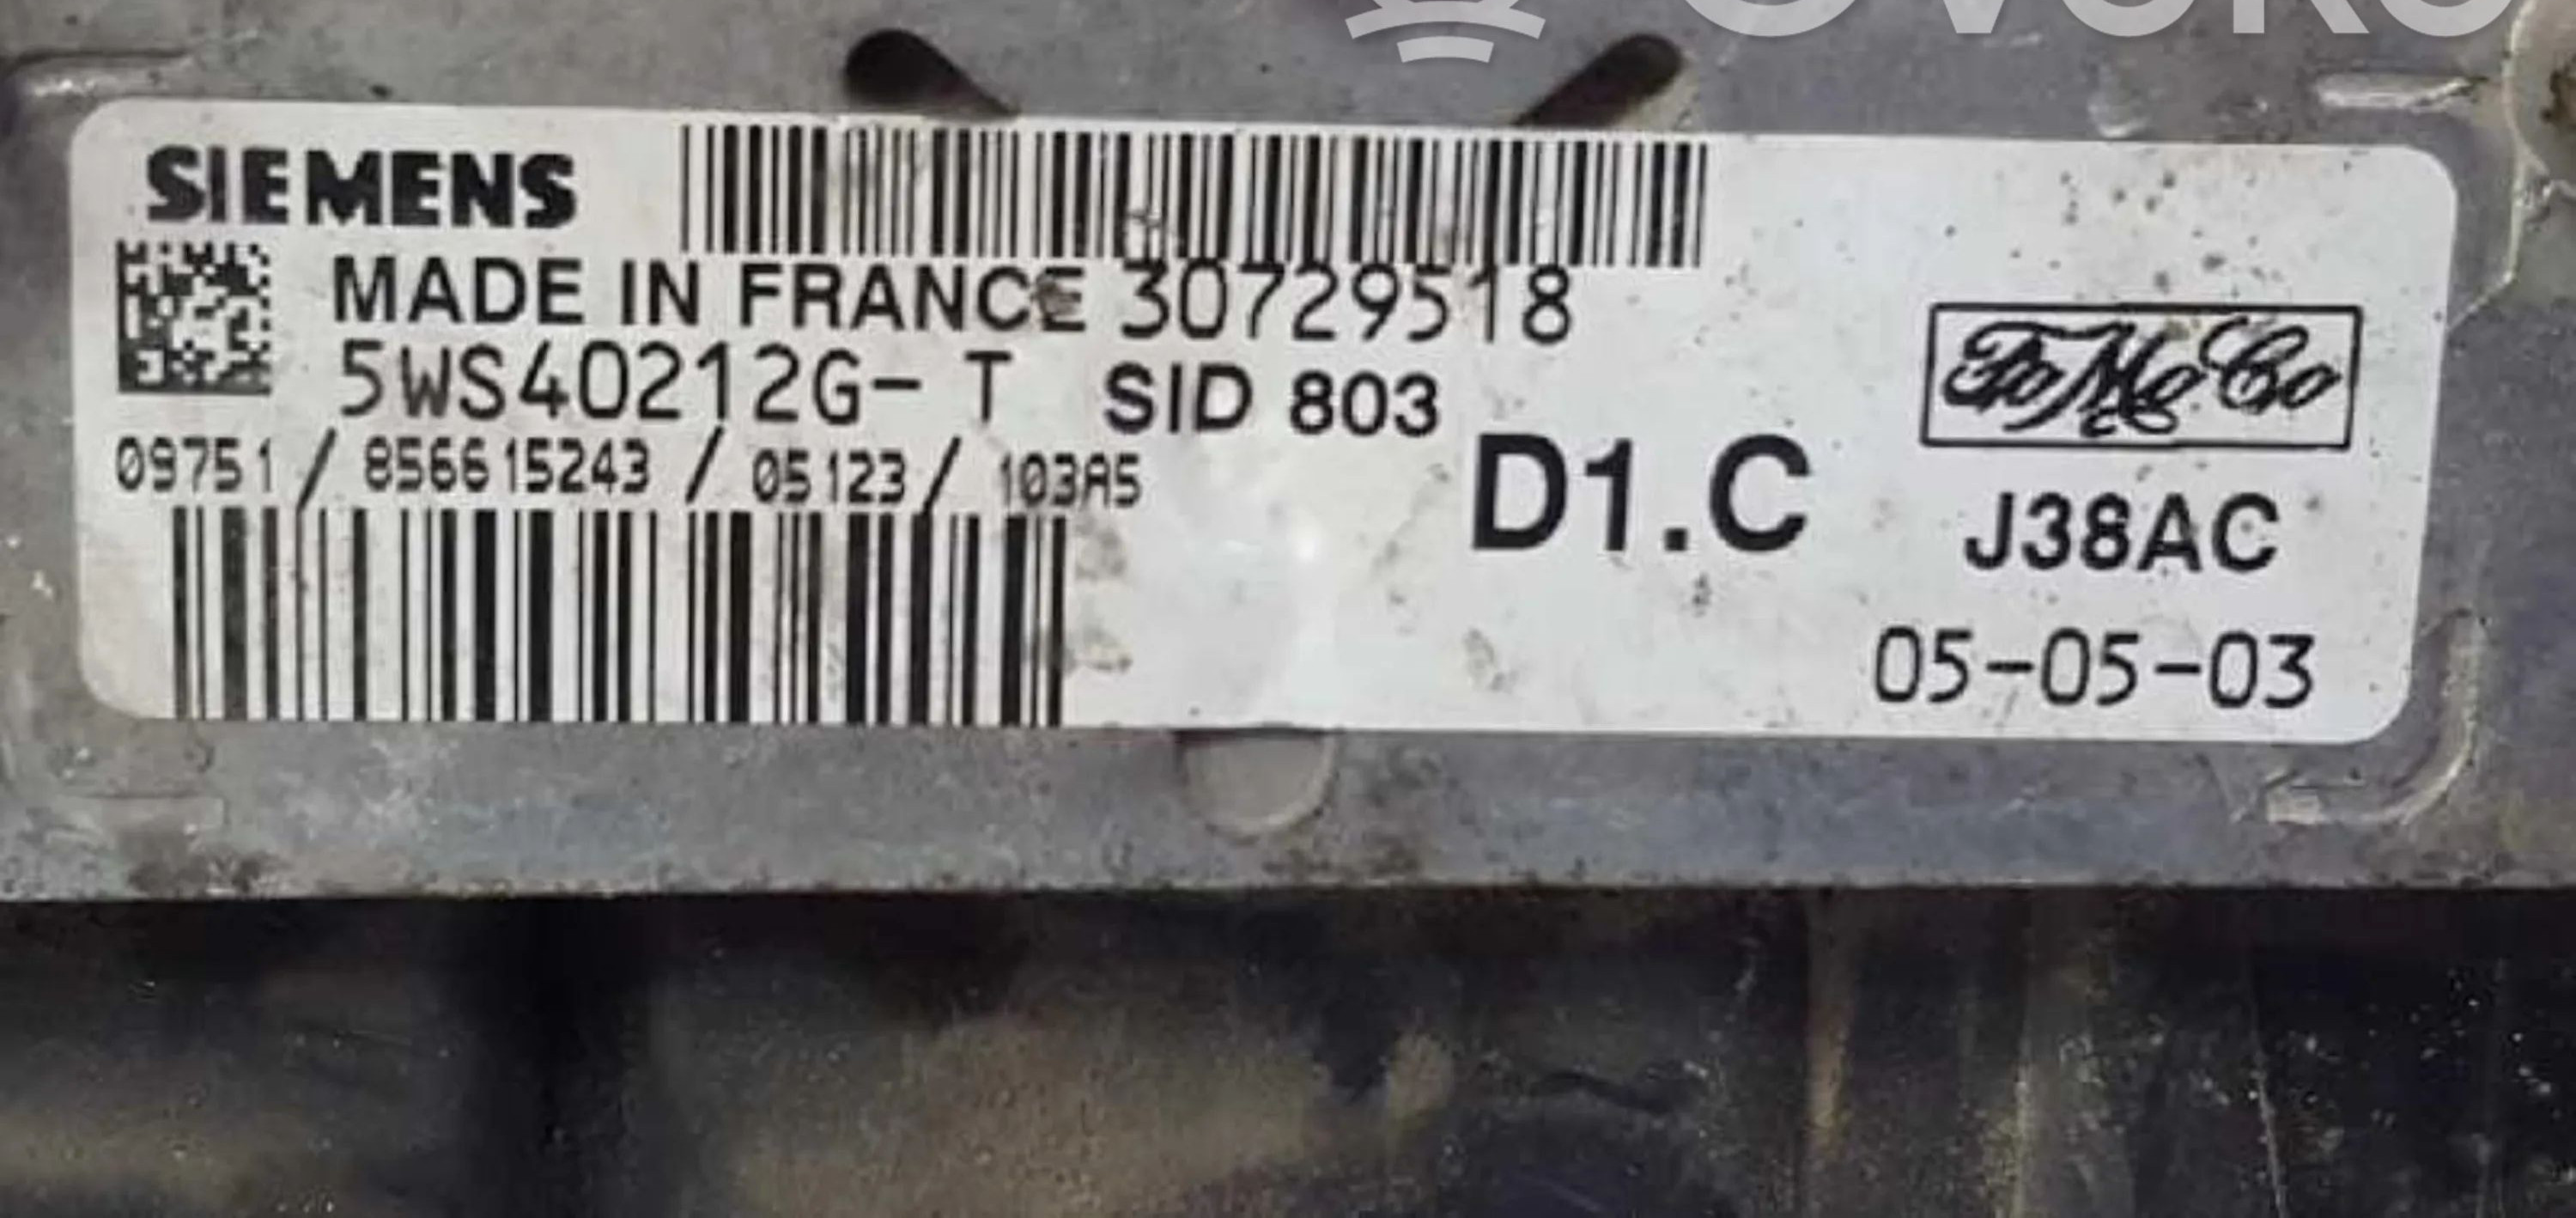 SIEMENS
MADE IN FRANCE 30729518
5WS40212G- T SID 803
09751 / 856615243 / 05123 / 103A5
D1.C
FoMoCo
J38AC
05-05-03